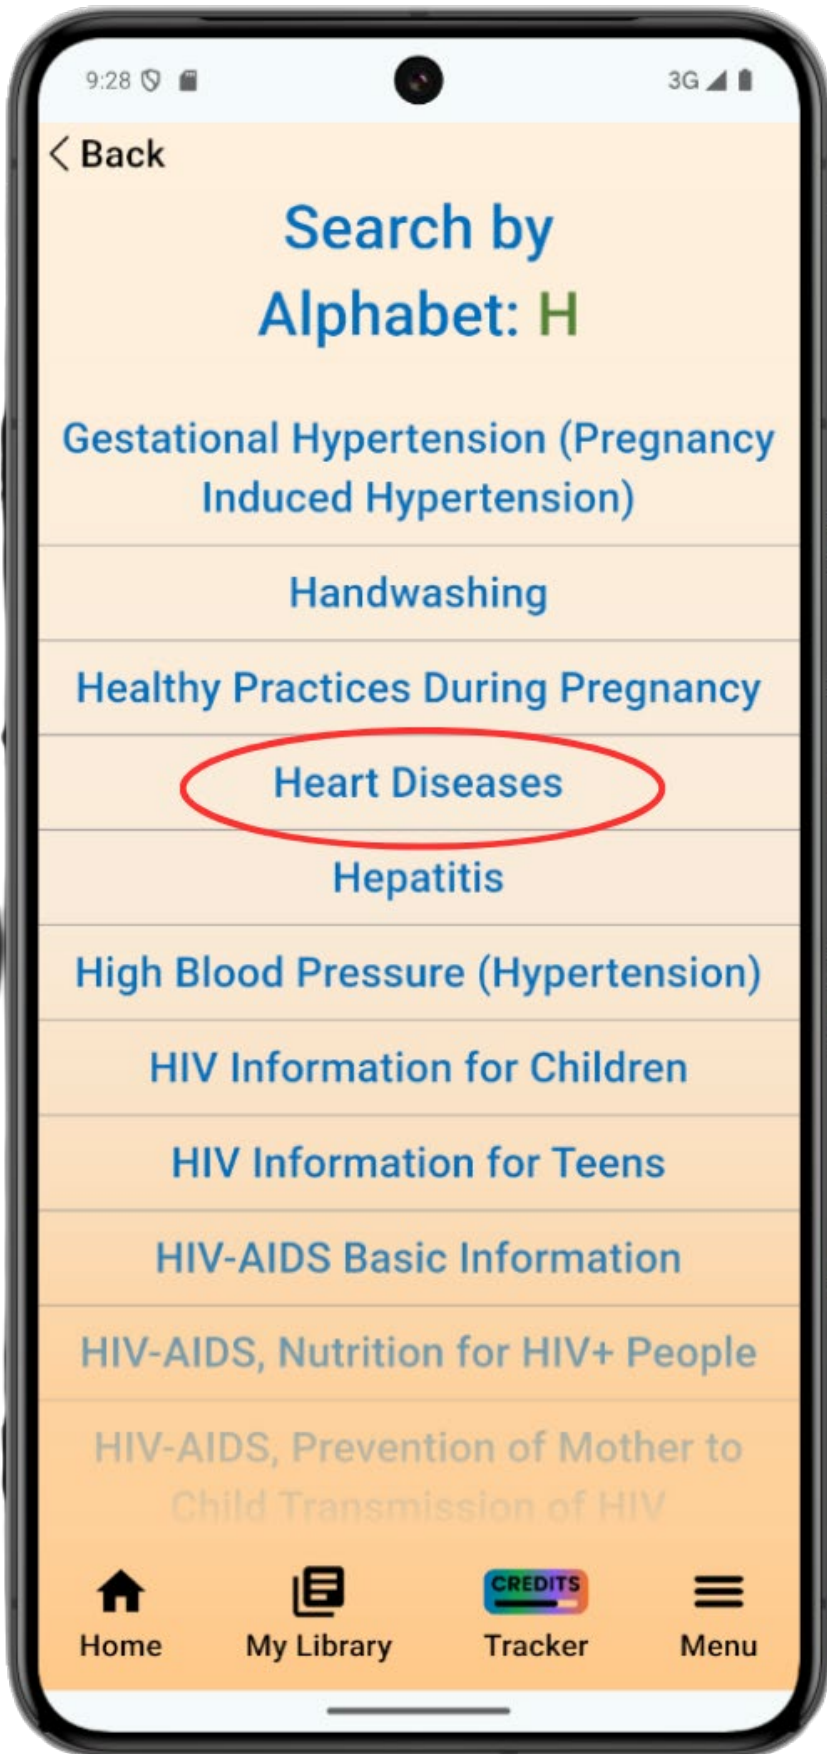 9:28
3G
Back
Search by
Alphabet: H
Gestational Hypertension (Pregnancy
Induced Hypertension)
Handwashing
Healthy Practices During Pregnancy
Heart Diseases
Hepatitis
High Blood Pressure (Hypertension)
HIV Information for Children
HIV Information for Teens
HIV-AIDS Basic Information
HIV-AIDS, Nutrition for HIV+ People
HIV-AIDS, Prevention of Mother to
Child Transmission of HIV
CREDITS
Home My Library Tracker Menu